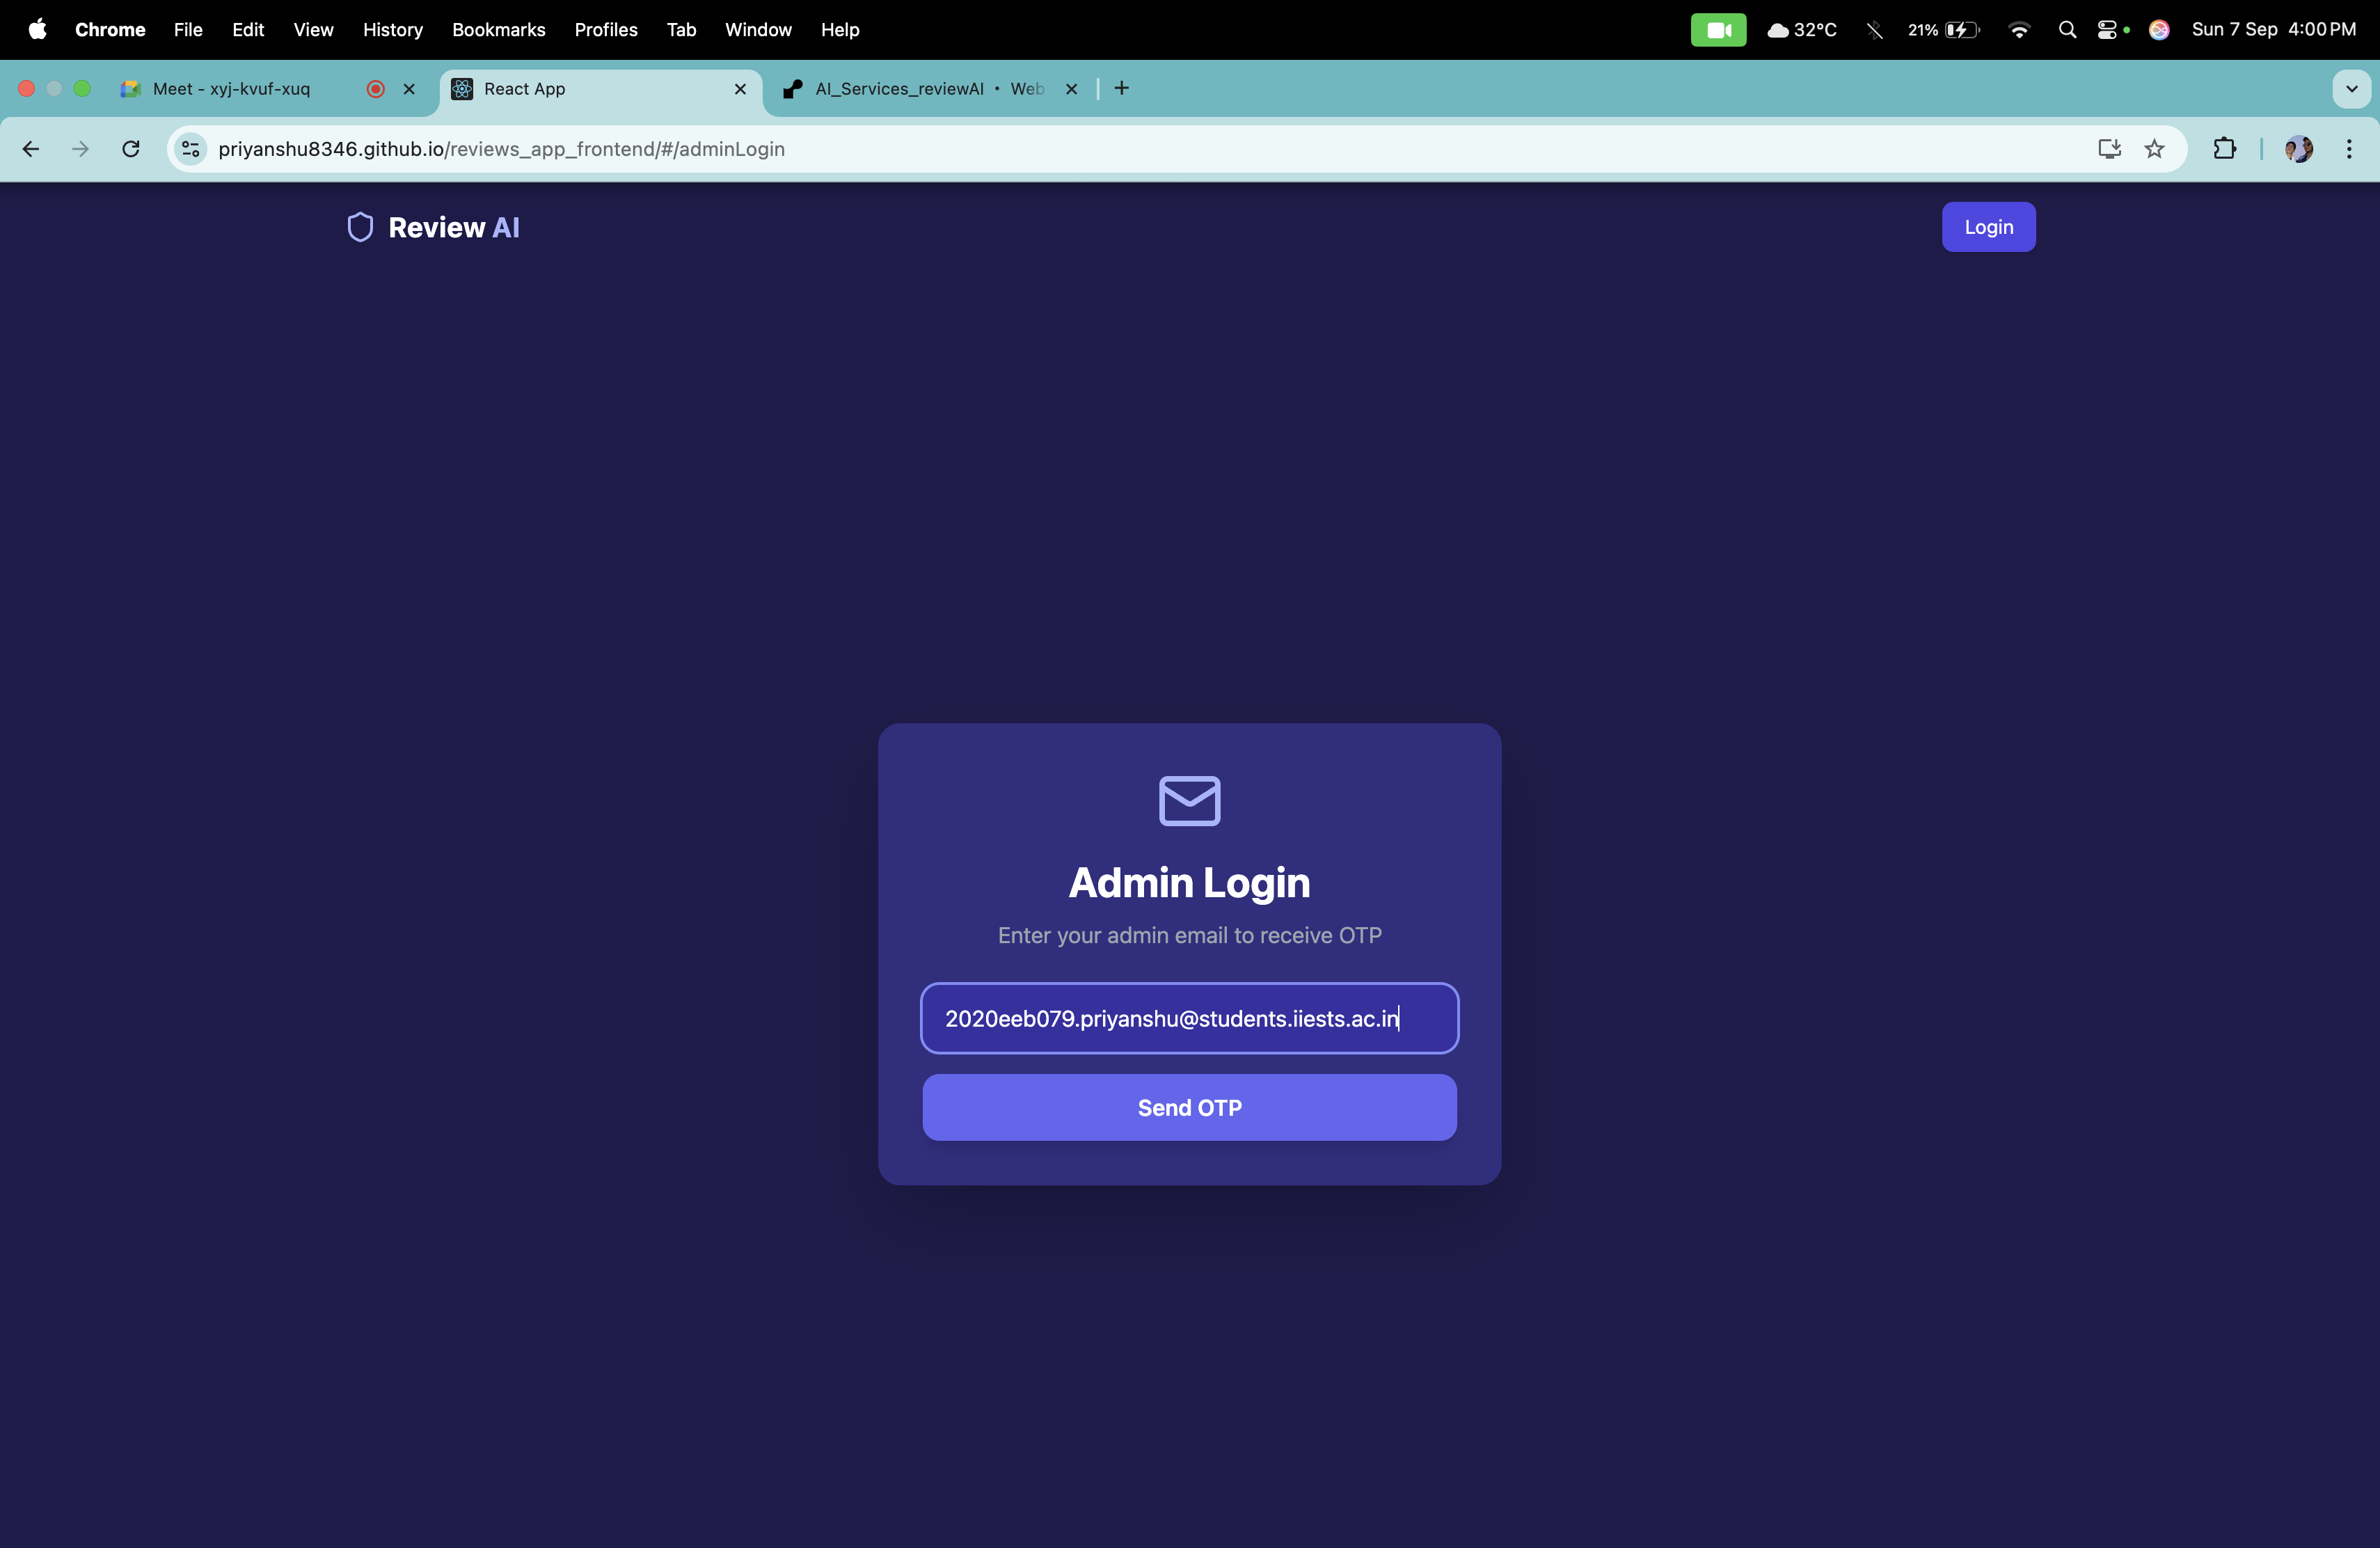 Chrome File Edit View History Bookmarks Profiles Tab Window Help 32°C 21% Sun 7 Sep 4:00 PM
Meet - xyj-kvuf-xuq React App AI_Services_reviewAI • Web
priyanshu8346.github.io/reviews_app_frontend/#/adminLogin
Review AI Login
Admin Login
Enter your admin email to receive OTP
2020eeb079.priyanshu@students.iiests.ac.in
Send OTP